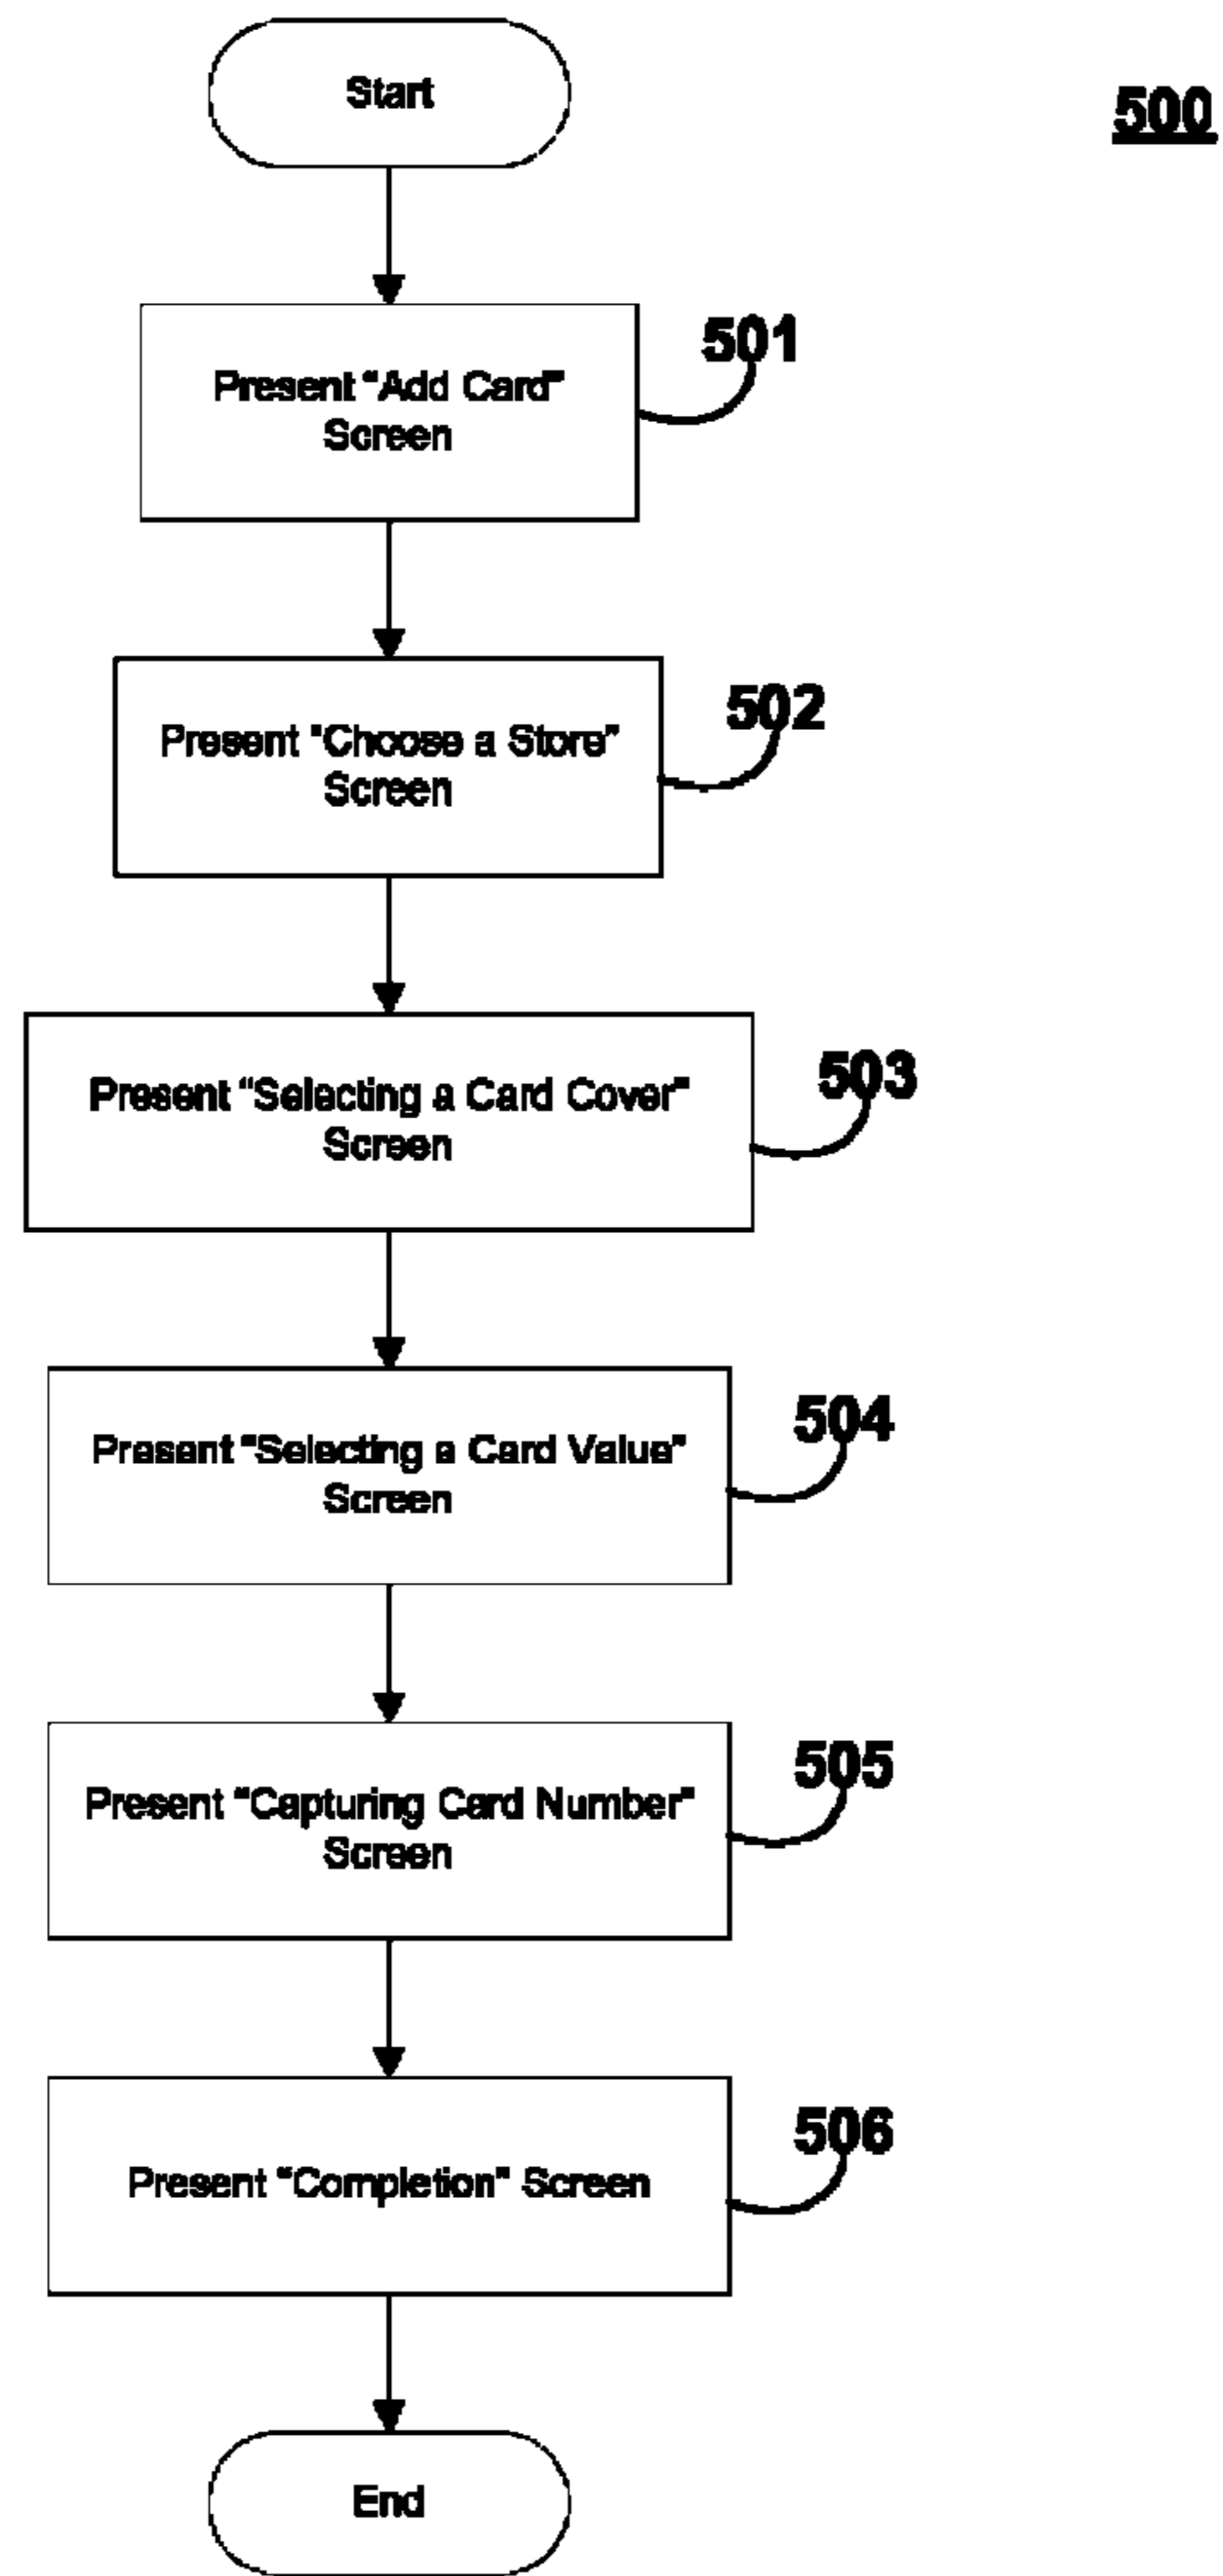 Start
500
Present “Add Card”
Screen
501
Present "Choose a Store"
Screen
502
Present “Selecting a Card Cover”
Screen
503
Present "Selecting a Card Value"
Screen
504
Present “Capturing Card Number”
Screen
505
Present “Completion” Screen
506
End